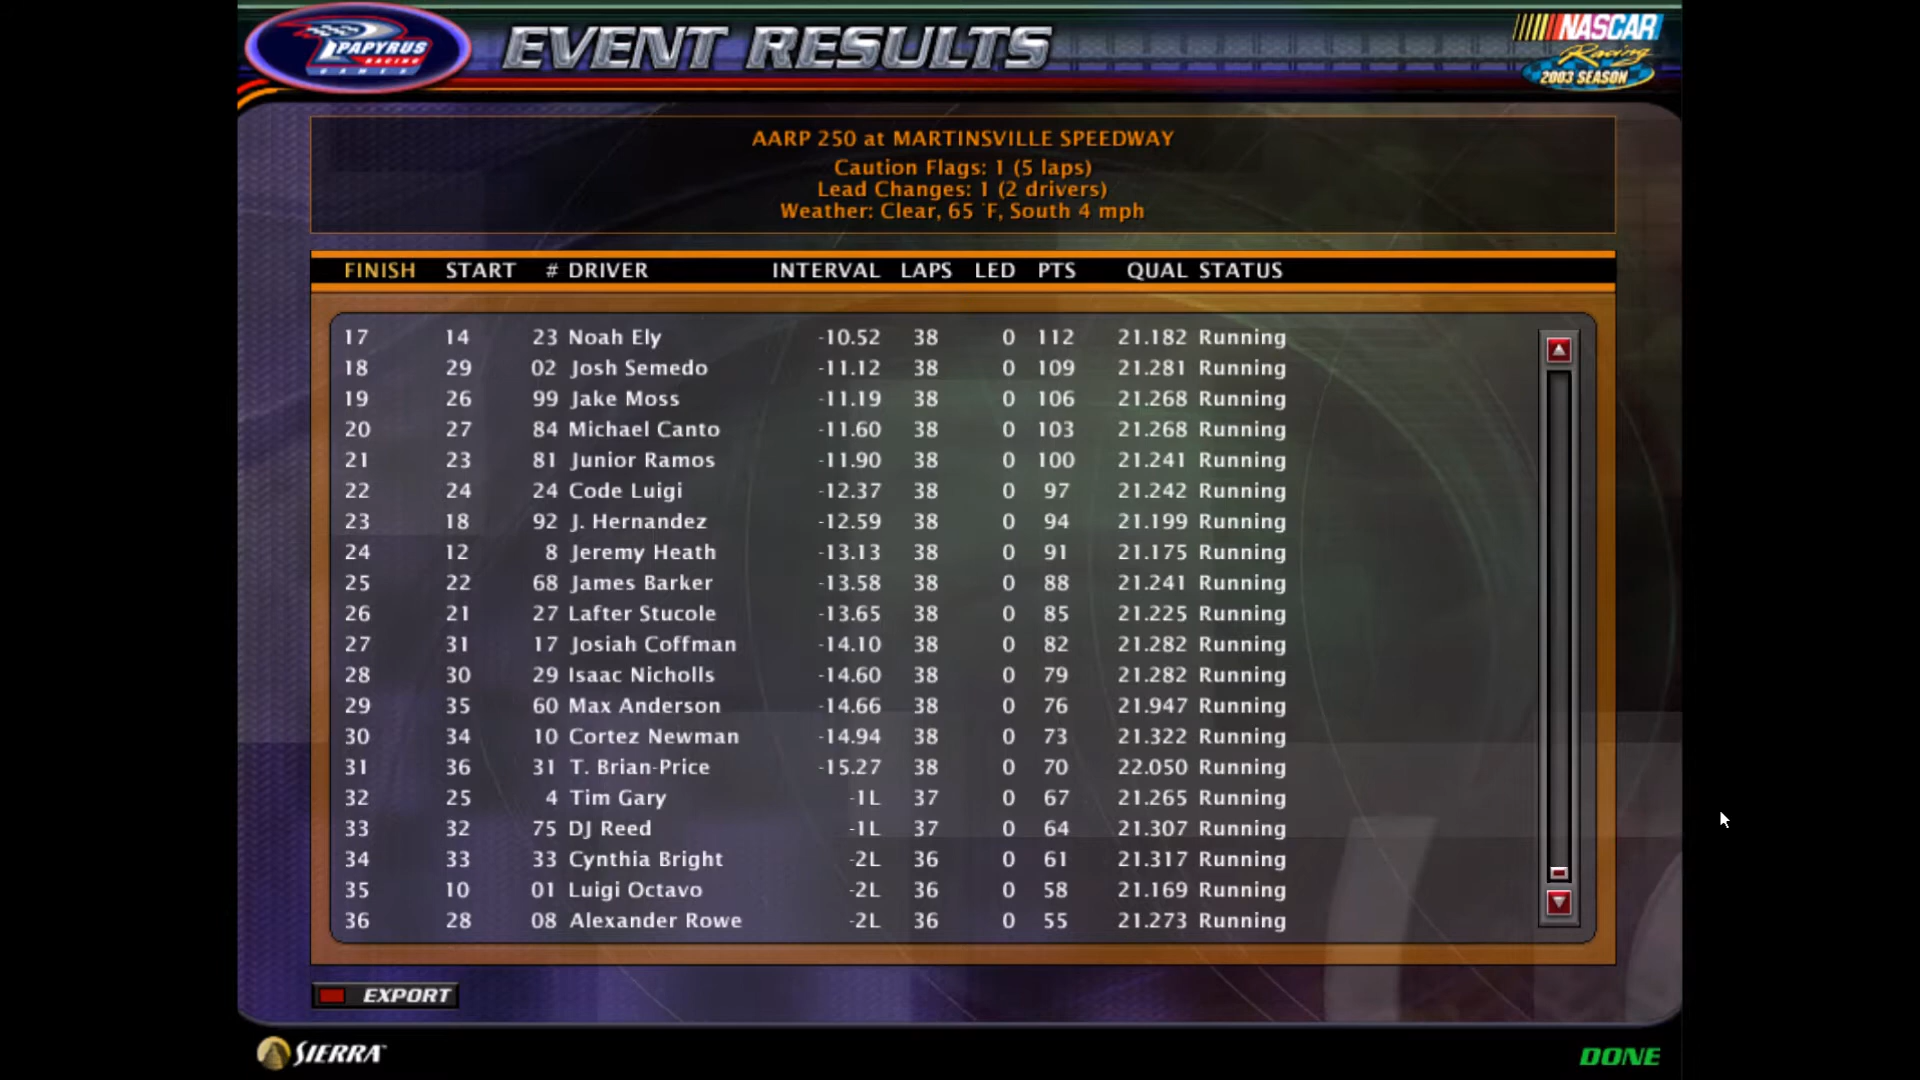 PAPYRUS
RACING
GAMES
EVENT RESULTS
NASCAR
Racing
2003 SEASON
AARP 250 at MARTINSVILLE SPEEDWAY
Caution Flags: 1 (5 laps)
Lead Changes: 1 (2 drivers)
Weather: Clear, 65 °F, South 4 mph
FINISH START # DRIVER INTERVAL LAPS LED PTS QUAL STATUS
17 14 23 Noah Ely -10.52 38 0 112 21.182 Running
18 29 02 Josh Semedo -11.12 38 0 109 21.281 Running
19 26 99 Jake Moss -11.19 38 0 106 21.268 Running
20 27 84 Michael Canto -11.60 38 0 103 21.268 Running
21 23 81 Junior Ramos -11.90 38 0 100 21.241 Running
22 24 24 Code Luigi -12.37 38 0 97 21.242 Running
23 18 92 J. Hernandez -12.59 38 0 94 21.199 Running
24 12 8 Jeremy Heath -13.13 38 0 91 21.175 Running
25 22 68 James Barker -13.58 38 0 88 21.241 Running
26 21 27 Lafter Stucole -13.65 38 0 85 21.225 Running
27 31 17 Josiah Coffman -14.10 38 0 82 21.282 Running
28 30 29 Isaac Nicholls -14.60 38 0 79 21.282 Running
29 35 60 Max Anderson -14.66 38 0 76 21.947 Running
30 34 10 Cortez Newman -14.94 38 0 73 21.322 Running
31 36 31 T. Brian-Price -15.27 38 0 70 22.050 Running
32 25 4 Tim Gary -1L 37 0 67 21.265 Running
33 32 75 DJ Reed -1L 37 0 64 21.307 Running
34 33 33 Cynthia Bright -2L 36 0 61 21.317 Running
35 10 01 Luigi Octavo -2L 36 0 58 21.169 Running
36 28 08 Alexander Rowe -2L 36 0 55 21.273 Running
EXPORT
SIERRA
DONE